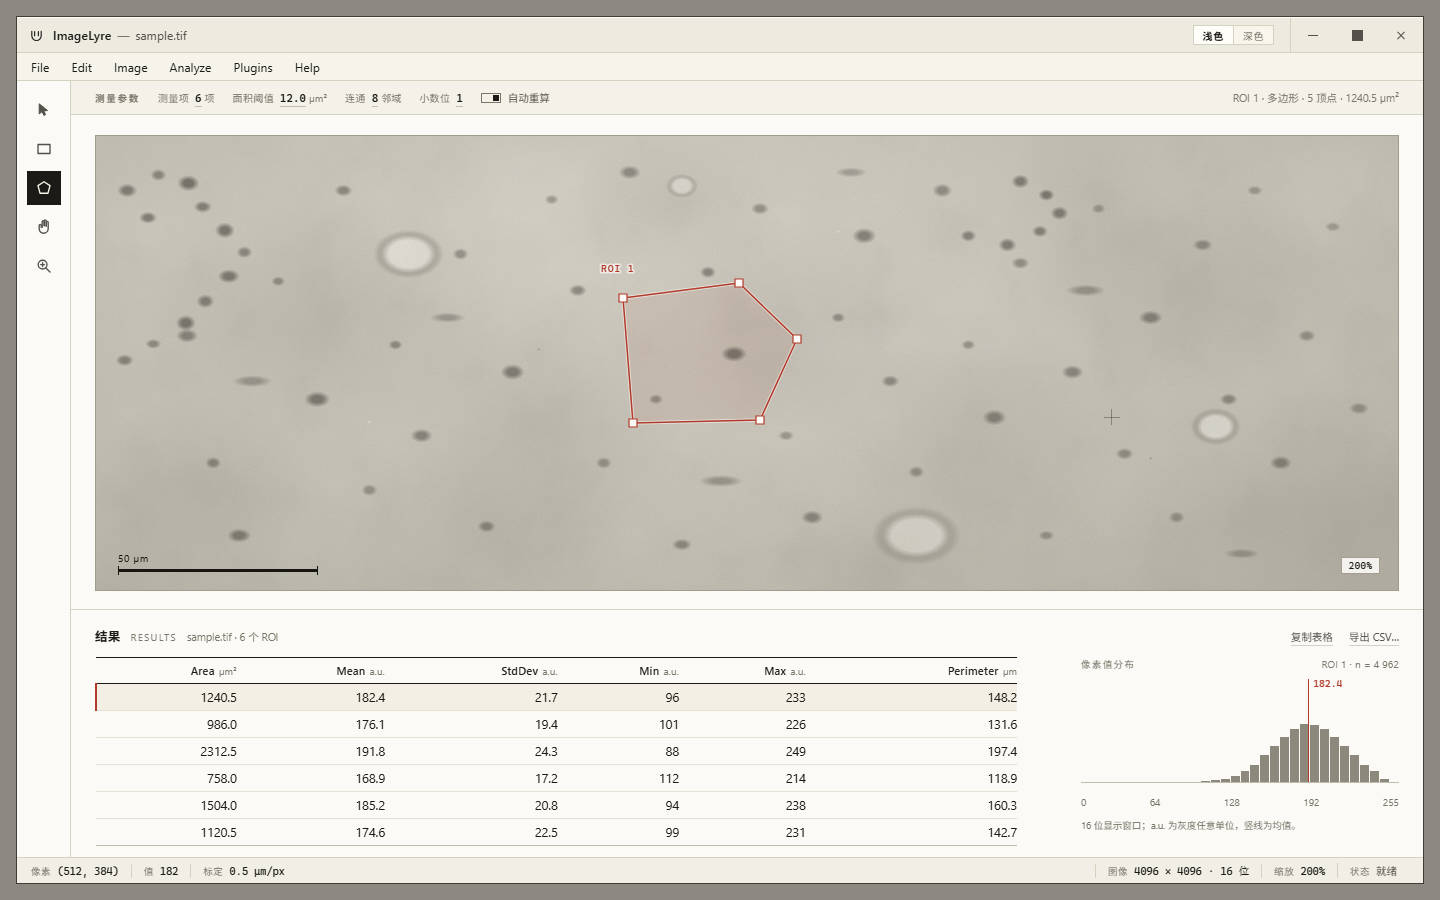 ImageLyre — sample.tif 浅色 深色
File Edit Image Analyze Plugins Help
测量参数 测量项 6 项 面积阈值 12.0 μm² 连通 8 邻域 小数位 1 自动重算 ROI 1 · 多边形 · 5 顶点 · 1240.5 μm²
ROI 1
50 μm
200%
结果 RESULTS sample.tif · 6 个 ROI 复制表格 导出 CSV...
Area μm² Mean a.u. StdDev a.u. Min a.u. Max a.u. Perimeter μm
1240.5 182.4 21.7 96 233 148.2
986.0 176.1 19.4 101 226 131.6
2312.5 191.8 24.3 88 249 197.4
758.0 168.9 17.2 112 214 118.9
1504.0 185.2 20.8 94 238 160.3
1120.5 174.6 22.5 99 231 142.7
像素值分布 ROI 1 · n = 4 962
182.4
0 64 128 192 255
16 位显示窗口；a.u. 为灰度任意单位，竖线为均值。
像素 (512, 384) 值 182 标定 0.5 μm/px 图像 4096 × 4096 · 16 位 缩放 200% 状态 就绪